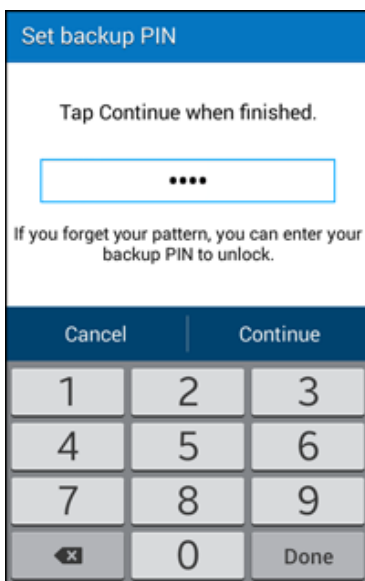 Set backup PIN
Tap Continue when finished.
••••
If you forget your pattern, you can enter your
backup PIN to unlock.
Cancel Continue
1 2 3
4 5 6
7 8 9
0 Done